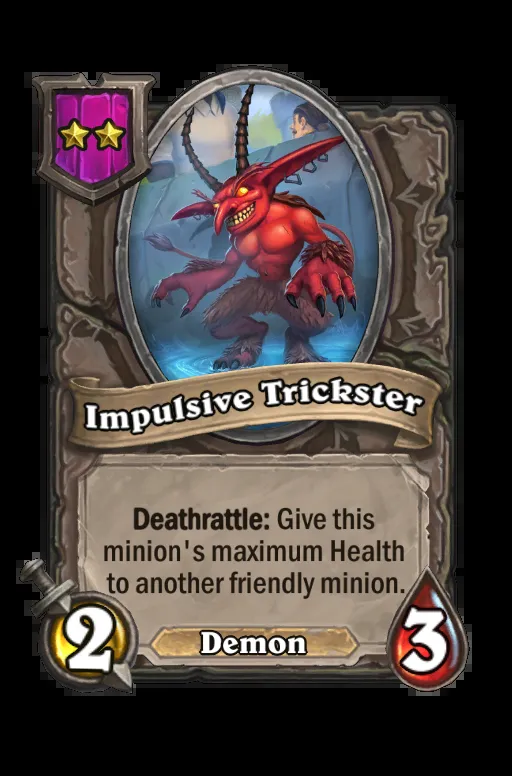 Impulsive Trickster
Deathrattle: Give this
minion's maximum Health
to another friendly minion.
2
Demon
3